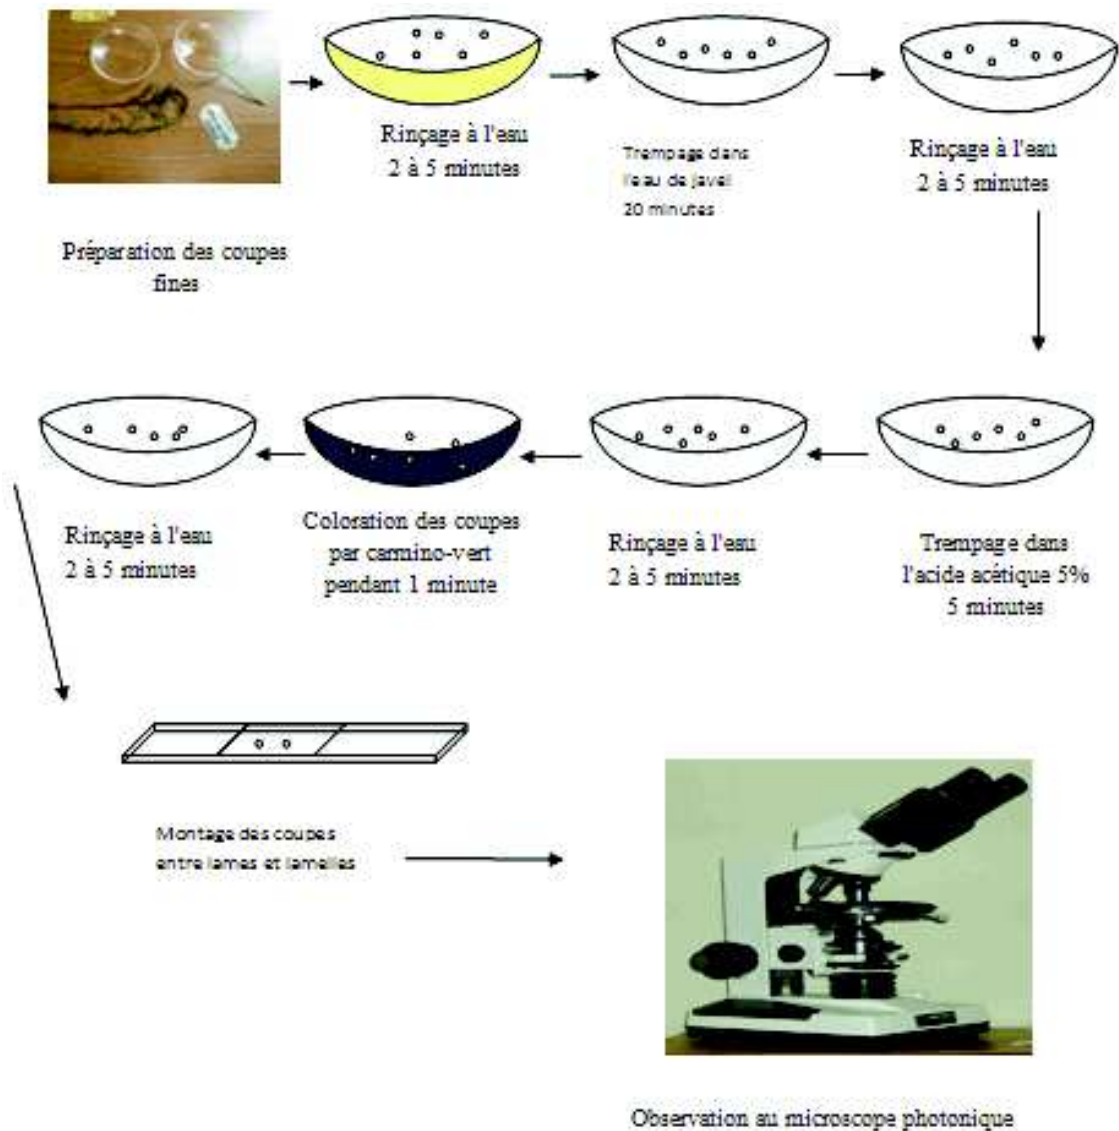 Rinçage à l'eau
2 à 5 minutes
Trempage dans
l'eau de javel
20 minutes
Rinçage à l'eau
2 à 5 minutes
Préparation des coupes
fines
Rinçage à l'eau
2 à 5 minutes
Coloration des coupes
par carmino-vert
pendant 1 minute
Rinçage à l'eau
2 à 5 minutes
Trempage dans
l'acide acétique 5%
5 minutes
Montage des coupes
entre lames et lamelles
Observation au microscope photonique